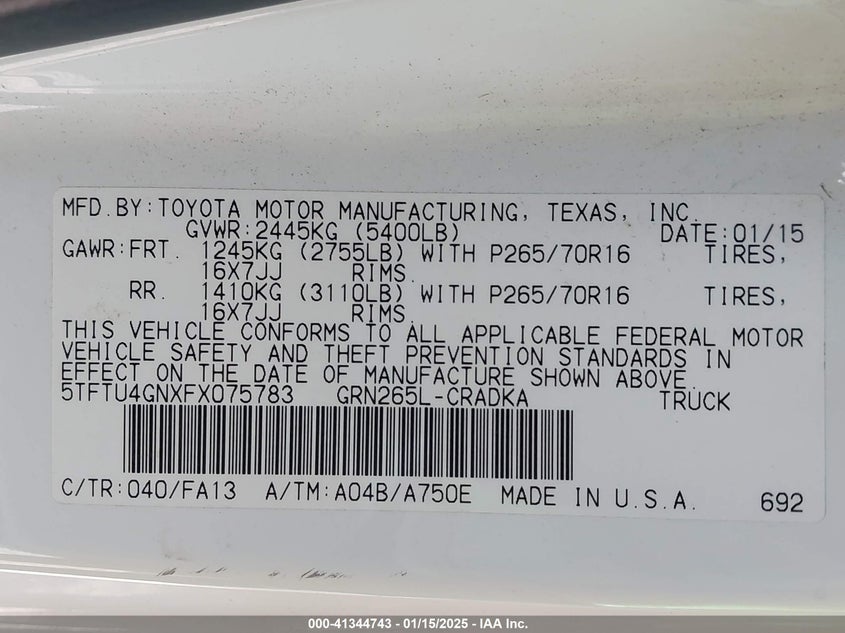 MFD.BY:TOYOTA MOTOR MANUFACTURING, TEXAS, INC.
GVWR:2445KG (5400LB) DATE:01/15
GAWR:FRT. 1245KG (2755LB) WITH P265/70R16 TIRES,
16X7JJ RIMS.
RR. 1410KG (3110LB) WITH P265/70R16 TIRES,
16X7JJ RIMS.
THIS VEHICLE CONFORMS TO ALL APPLICABLE FEDERAL MOTOR
VEHICLE SAFETY AND THEFT PREVENTION STANDARDS IN
EFFECT ON THE DATE OF MANUFACTURE SHOWN ABOVE.
5TFTU4GNXFX075783 GRN265L-CRADKA TRUCK
C/TR:040/FA13 A/TM:A04B/A750E MADE IN U.S.A. 692
000-41344743 - 01/15/2025 - IAA Inc.